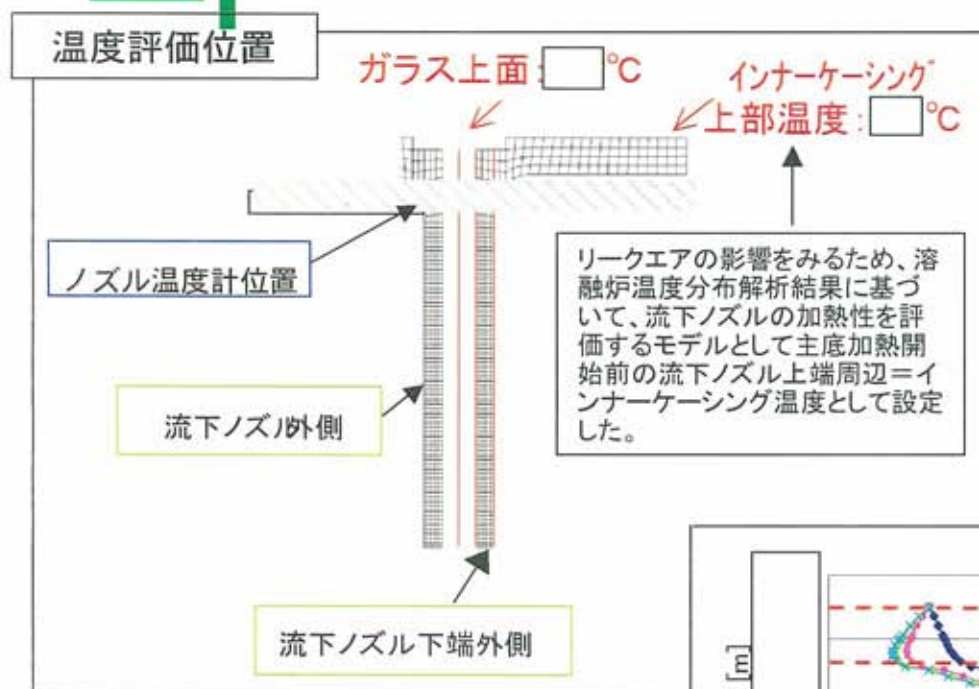 温度評価位置
ガラス上面:□℃
インナーケーシング
上部温度:□℃
ノズル温度計位置
リークエアの影響をみるため、溶
融炉温度分布解析結果に基づ
いて、流下ノズルの加熱性を評
価するモデルとして主底加熱開
始前の流下ノズル上端周辺＝イ
ンナーケーシング温度として設定
した。
流下ノズル外側
流下ノズル下端外側
[m]